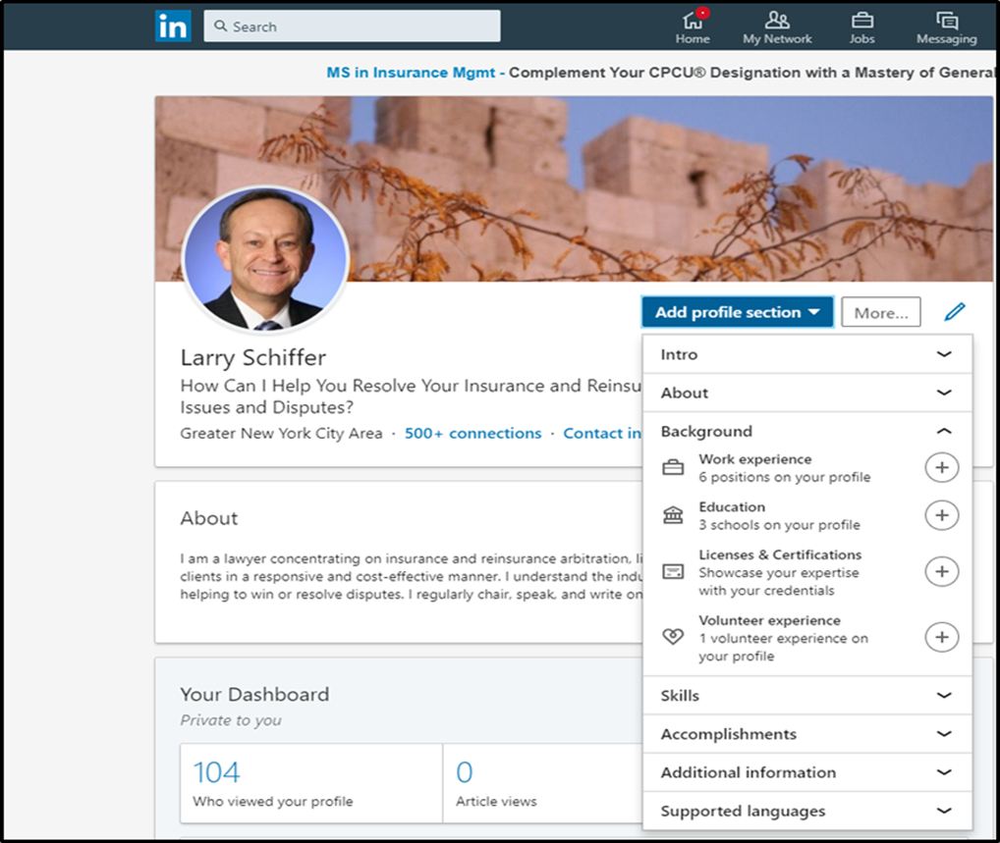 in
Search
Home
My Network
Jobs
Messaging
MS in Insurance Mgmt - Complement Your CPCU® Designation with a Mastery of General
Add profile section
More...
Larry Schiffer
How Can I Help You Resolve Your Insurance and Reinsu
Issues and Disputes?
Greater New York City Area · 500+ connections · Contact in
Intro
About
Background
Work experience
6 positions on your profile
Education
3 schools on your profile
Licenses & Certifications
Showcase your expertise
with your credentials
Volunteer experience
1 volunteer experience on
your profile
Skills
Accomplishments
Additional information
Supported languages
About
I am a lawyer concentrating on insurance and reinsurance arbitration, li
clients in a responsive and cost-effective manner. I understand the indu
helping to win or resolve disputes. I regularly chair, speak, and write on
Your Dashboard
Private to you
104
Who viewed your profile
0
Article views